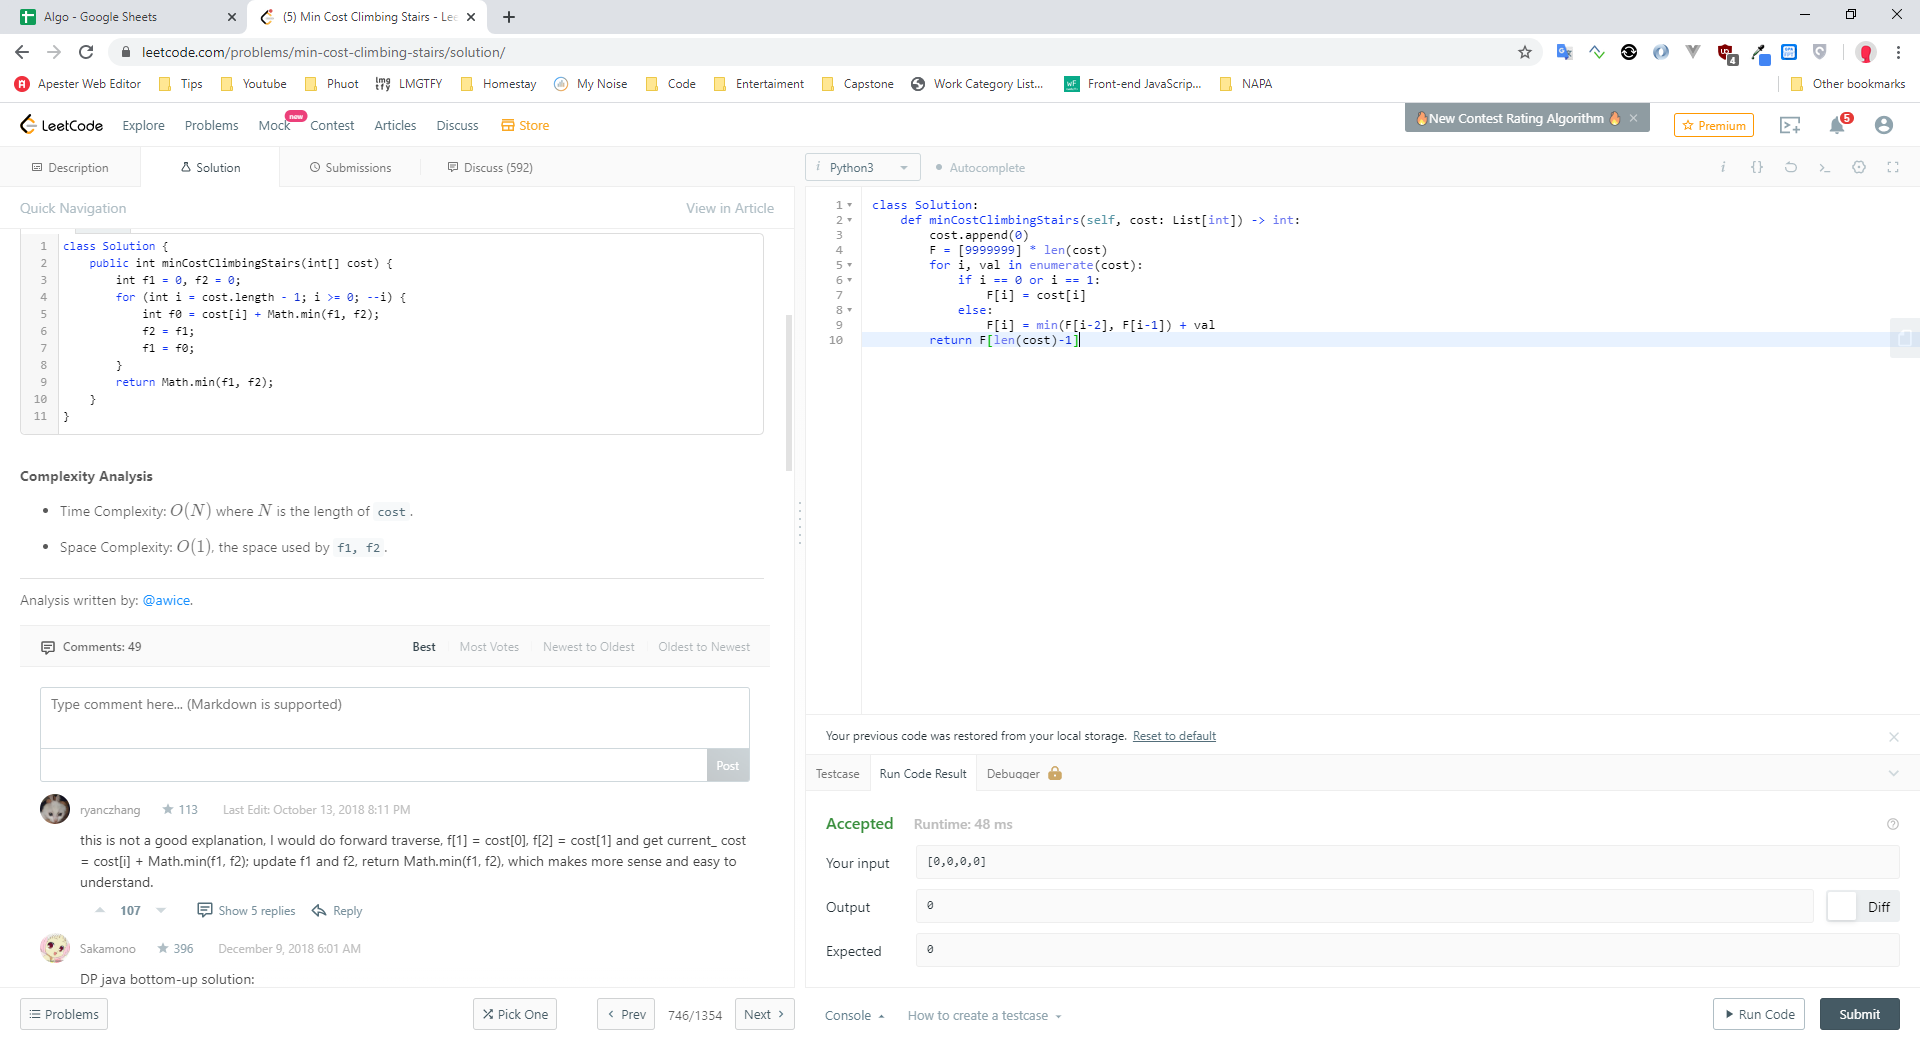 Algo - Google Sheets
(5) Min Cost Climbing Stairs - Lee
leetcode.com/problems/min-cost-climbing-stairs/solution/
4
Apester Web Editor
Tips
Youtube
Phuot
LMGTFY
Homestay
My Noise
Code
Entertaiment
Capstone
Work Category List...
Front-end JavaScrip...
NAPA
Other bookmarks
LeetCode
Explore
Problems
Mock
new
Contest
Articles
Discuss
Store
New Contest Rating Algorithm
Premium
5
Description
Solution
Submissions
Discuss (592)
Quick Navigation
View in Article
1 class Solution {
2 public int minCostClimbingStairs(int[] cost) {
3 int f1 = 0, f2 = 0;
4 for (int i = cost.length - 1; i >= 0; --i) {
5 int f0 = cost[i] + Math.min(f1, f2);
6 f2 = f1;
7 f1 = f0;
8 }
9 return Math.min(f1, f2);
10 }
11 }
Complexity Analysis
Time Complexity: O(N) where N is the length of cost.
Space Complexity: O(1), the space used by f1, f2.
Analysis written by: @awice.
Comments: 49
Best
Most Votes
Newest to Oldest
Oldest to Newest
Type comment here... (Markdown is supported)
Post
ryanczhang
113
Last Edit: October 13, 2018 8:11 PM
this is not a good explanation, I would do forward traverse, f[1] = cost[0], f[2] = cost[1] and get current_ cost
= cost[i] + Math.min(f1, f2); update f1 and f2, return Math.min(f1, f2), which makes more sense and easy to
understand.
107
Show 5 replies
Reply
Sakamono
396
December 9, 2018 6:01 AM
DP java bottom-up solution:
Problems
Pick One
Prev
746/1354
Next
i Python3
Autocomplete
i {}
1 class Solution:
2 def minCostClimbingStairs(self, cost: List[int]) -> int:
3 cost.append(0)
4 F = [9999999] * len(cost)
5 for i, val in enumerate(cost):
6 if i == 0 or i == 1:
7 F[i] = cost[i]
8 else:
9 F[i] = min(F[i-2], F[i-1]) + val
10 return F[len(cost)-1]
Your previous code was restored from your local storage. Reset to default
Testcase
Run Code Result
Debugger
Accepted
Runtime: 48 ms
Your input
[0,0,0,0]
Output
0
Diff
Expected
0
Console
How to create a testcase
Run Code
Submit